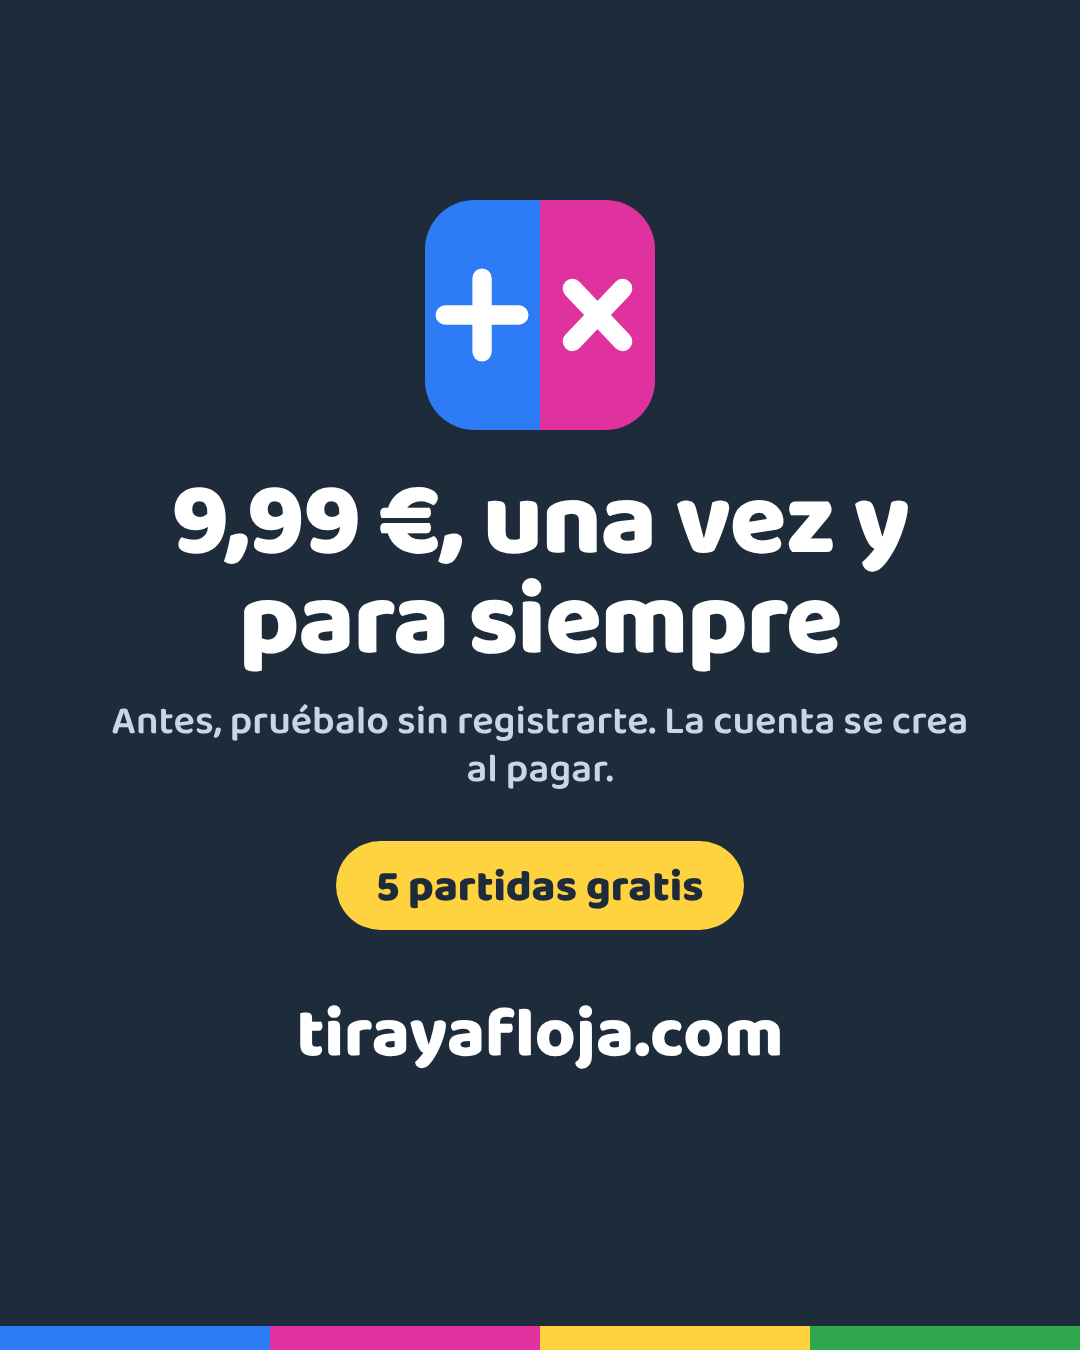 9,99 €, una vez y
para siempre
Antes, pruébalo sin registrarte. La cuenta se crea
al pagar.
5 partidas gratis
tirayafloja.com